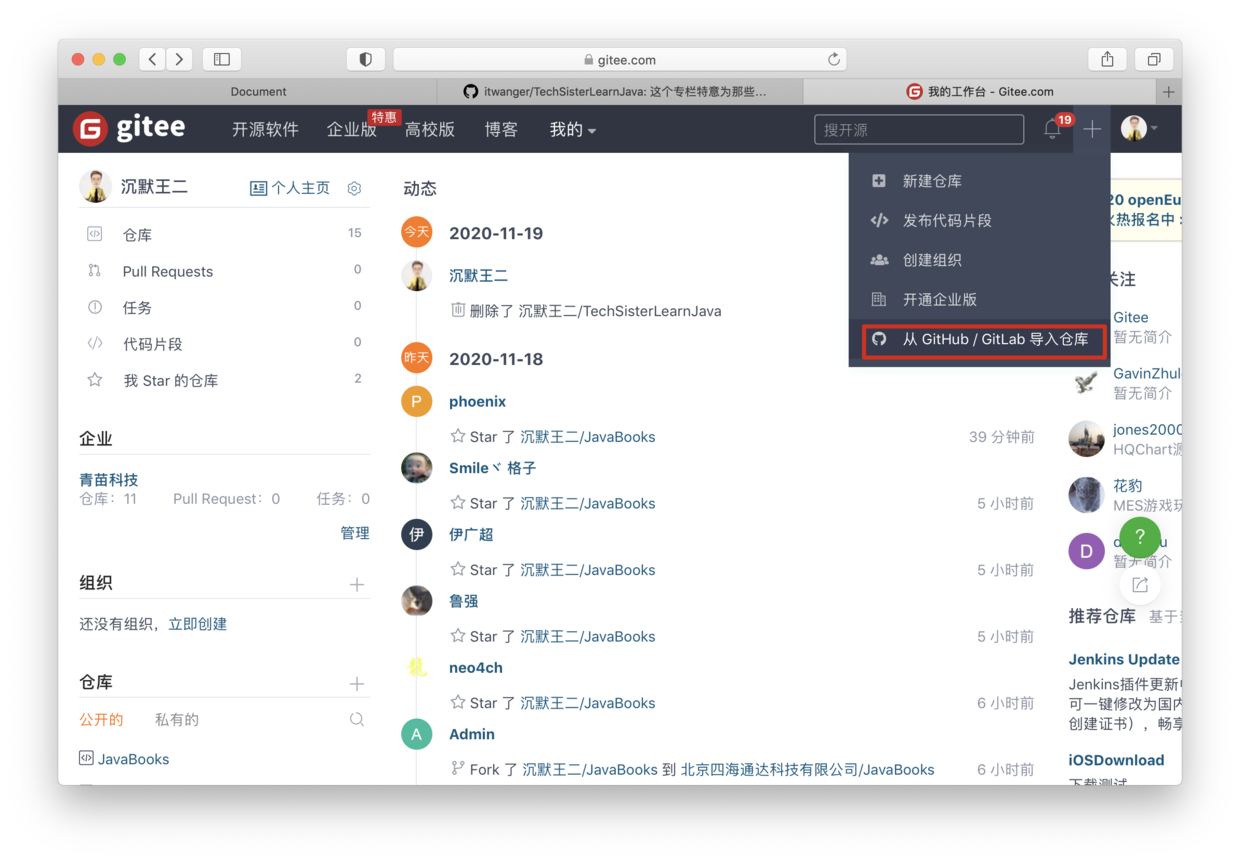 gitee.com
Document
itwanger/TechSisterLearnJava: 这个专栏特意为那些...
我的工作台 - Gitee.com
gitee
开源软件
企业版
特惠
高校版
博客
我的
搜开源
19
沉默王二
个人主页
仓库 15
Pull Requests 0
任务 0
代码片段 0
我 Star 的仓库 2
企业
青苗科技
仓库：11 Pull Request：0 任务：0
管理
组织
还没有组织，立即创建
仓库
公开的 私有的
JavaBooks
动态
今天 2020-11-19
沉默王二
删除了 沉默王二/TechSisterLearnJava
昨天 2020-11-18
P phoenix
Star 了 沉默王二/JavaBooks 39 分钟前
Smileヾ 格子
Star 了 沉默王二/JavaBooks 5 小时前
伊 伊广超
Star 了 沉默王二/JavaBooks 5 小时前
鲁强
Star 了 沉默王二/JavaBooks 5 小时前
龍 neo4ch
Star 了 沉默王二/JavaBooks 6 小时前
A Admin
Fork 了 沉默王二/JavaBooks 到 北京四海通达科技有限公司/JavaBooks 6 小时前
新建仓库
发布代码片段
创建组织
开通企业版
从 GitHub / GitLab 导入仓库
20 openEu
火热报名中
关注
Gitee
暂无简介
GavinZhul
暂无简介
jones2000
HQChart源
花豹
MES游戏玩
D
暂无简介
?
推荐仓库 基于
Jenkins Update
Jenkins插件更新
可一键修改为国内
创建证书），畅享
iOSDownload
下载测试